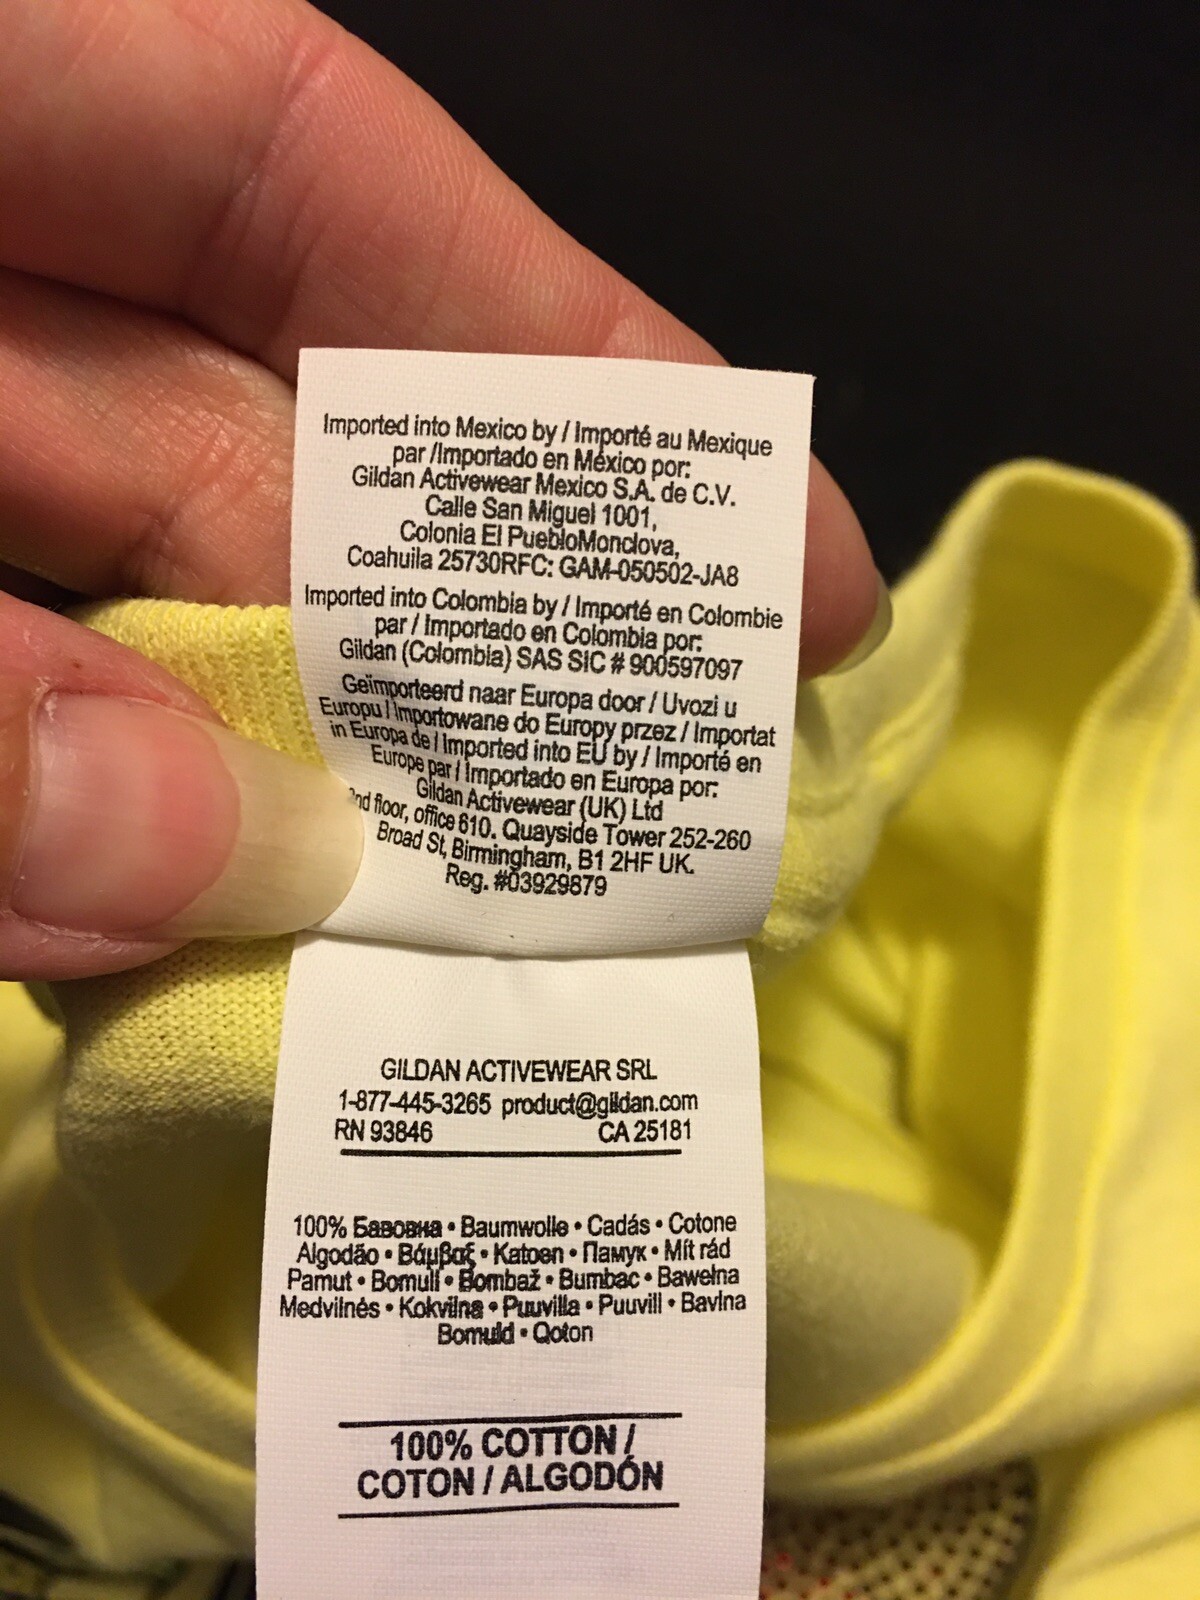 Imported into Mexico by / Importé au Mexique
par /Importado en México por:
Gildan Activewear Mexico S.A. de C.V.
Calle San Miguel 1001,
Colonia El PuebloMonclova,
Coahuila 25730RFC: GAM-050502-JA8
Imported into Colombia by / Importé en Colombie
par / Importado en Colombia por:
Gildan (Colombia) SAS SIC # 900597097
Geïmporteerd naar Europa door / Uvozi u
Europu / Importowane do Europy przez / Importat
in Europa de / Imported into EU by / Importé en
Europe par / Importado en Europa por:
Gildan Activewear (UK) Ltd
2nd floor, office 610. Quayside Tower 252-260
Broad St, Birmingham, B1 2HF UK.
Reg. #03929879
GILDAN ACTIVEWEAR SRL
1-877-445-3265 product@gildan.com
RN 93846 CA 25181
100% Бавовна • Baumwolle • Cadás • Cotone
Algodão • Βάμβαξ • Katoen • Памук • Mít rád
Pamut • Bomull • Bombaž • Bumbac • Bawełna
Medvilnės • Kokvilna • Puuvilla • Puuvill • Bavlna
Bomuld • Qoton
100% COTTON /
COTON / ALGODÓN